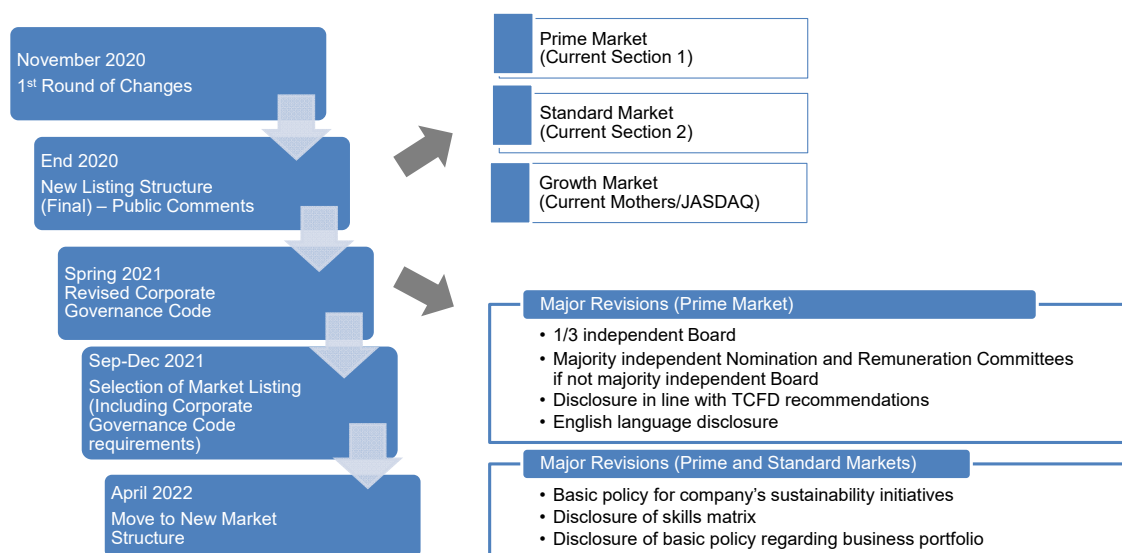 November 2020
1st Round of Changes
End 2020
New Listing Structure
(Final) – Public Comments
Spring 2021
Revised Corporate
Governance Code
Sep-Dec 2021
Selection of Market Listing
(Including Corporate
Governance Code
requirements)
April 2022
Move to New Market
Structure
Prime Market
(Current Section 1)
Standard Market
(Current Section 2)
Growth Market
(Current Mothers/JASDAQ)
Major Revisions (Prime Market)
• 1/3 independent Board
• Majority independent Nomination and Remuneration Committees
if not majority independent Board
• Disclosure in line with TCFD recommendations
• English language disclosure
Major Revisions (Prime and Standard Markets)
• Basic policy for company’s sustainability initiatives
• Disclosure of skills matrix
• Disclosure of basic policy regarding business portfolio